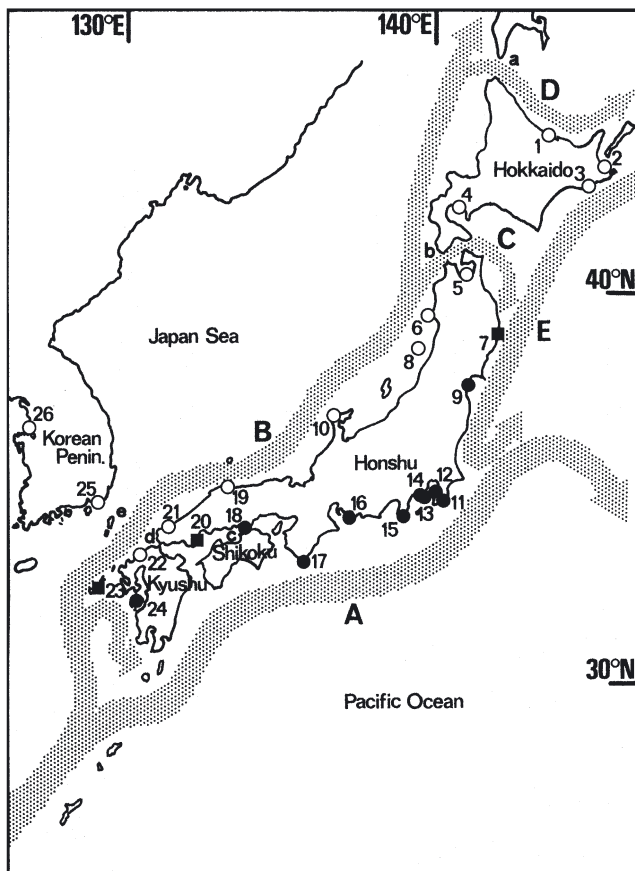 130°E
140°E
a
D
1
2
3
Hokkaido
4
b
C
5
40°N
6
7
E
8
Japan Sea
9
26
10
Korean
Penin.
B
Honshu
25
e
19
14
12
13
11
21
20
18
16
15
d
c
Shikoku
22
17
23
Kyushu
24
A
30°N
Pacific Ocean